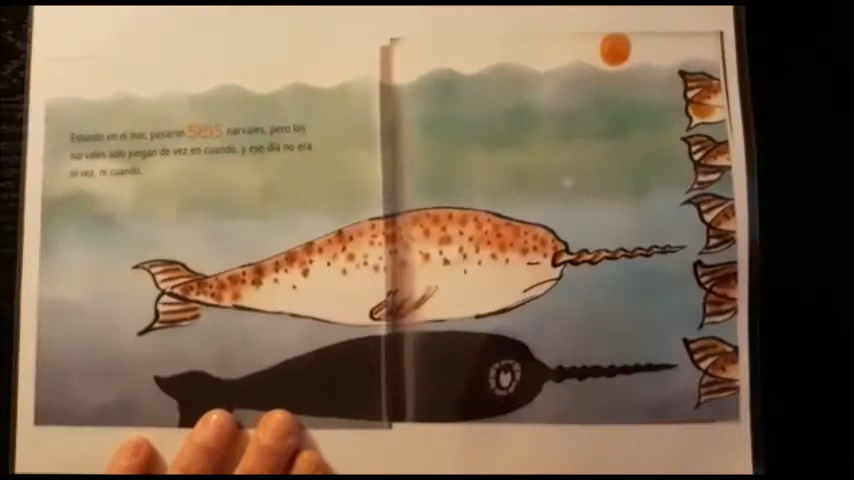 Estando en el mar, pasaron seis narvales, pero los
narvales sólo juegan de vez en cuando, y ese día no era
ni vez, ni cuando.